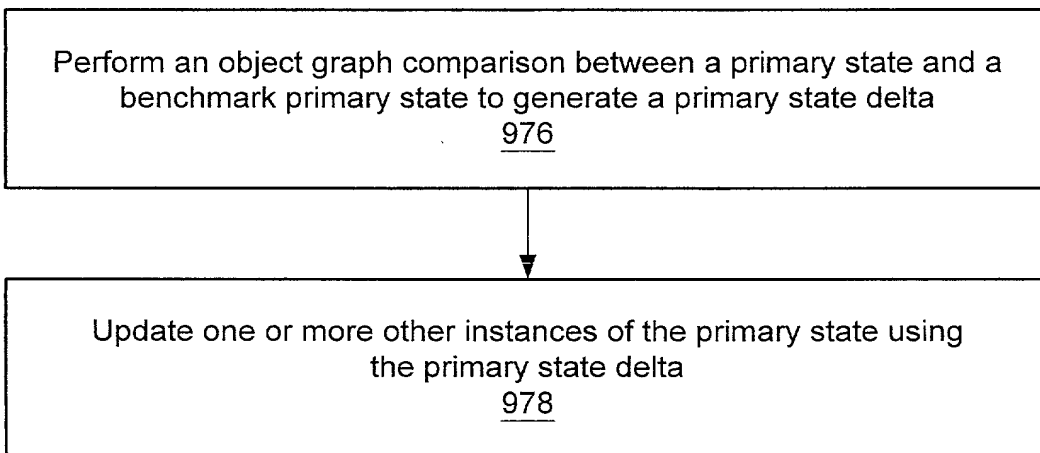 Perform an object graph comparison between a primary state and a
benchmark primary state to generate a primary state delta
976
Update one or more other instances of the primary state using
the primary state delta
978